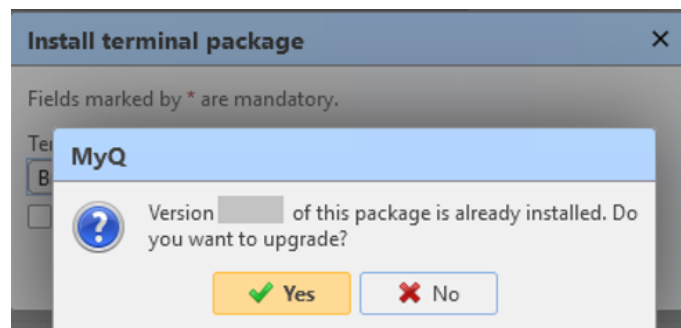 Install terminal package
Fields marked by * are mandatory.
Te
B
MyQ
Version of this package is already installed. Do
you want to upgrade?
Yes
No